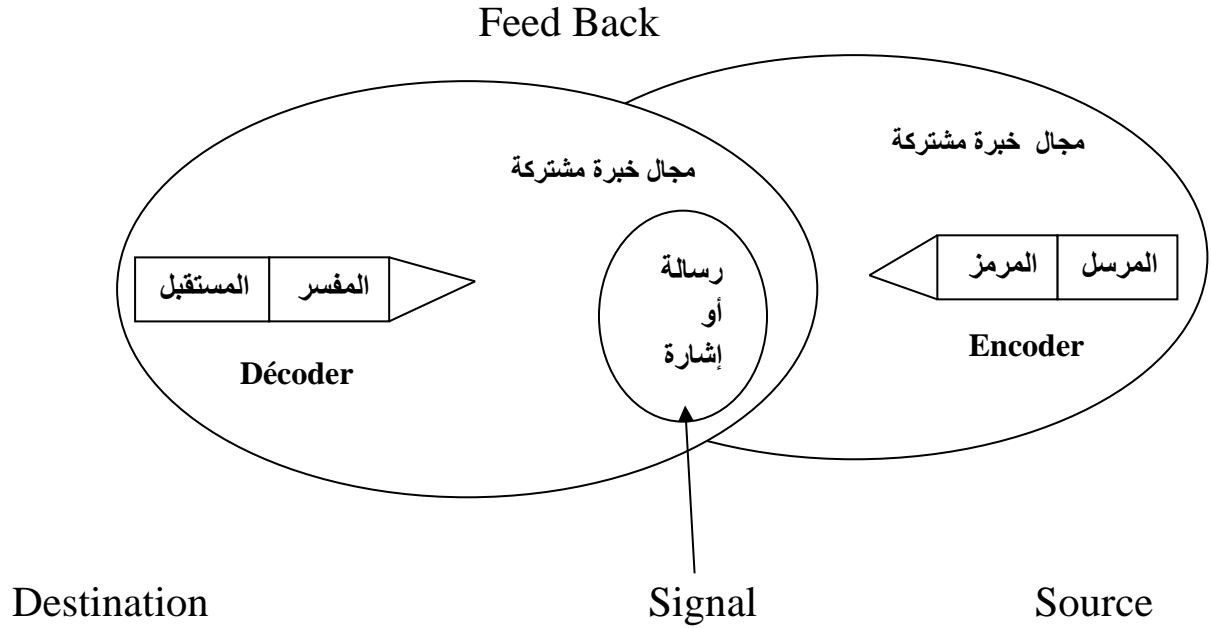 Feed Back
مجال خبرة مشتركة
مجال خبرة مشتركة
المرسل
المرمز
Encoder
رسالة
أو
إشارة
المفسر
المستقبل
Décoder
Destination
Signal
Source